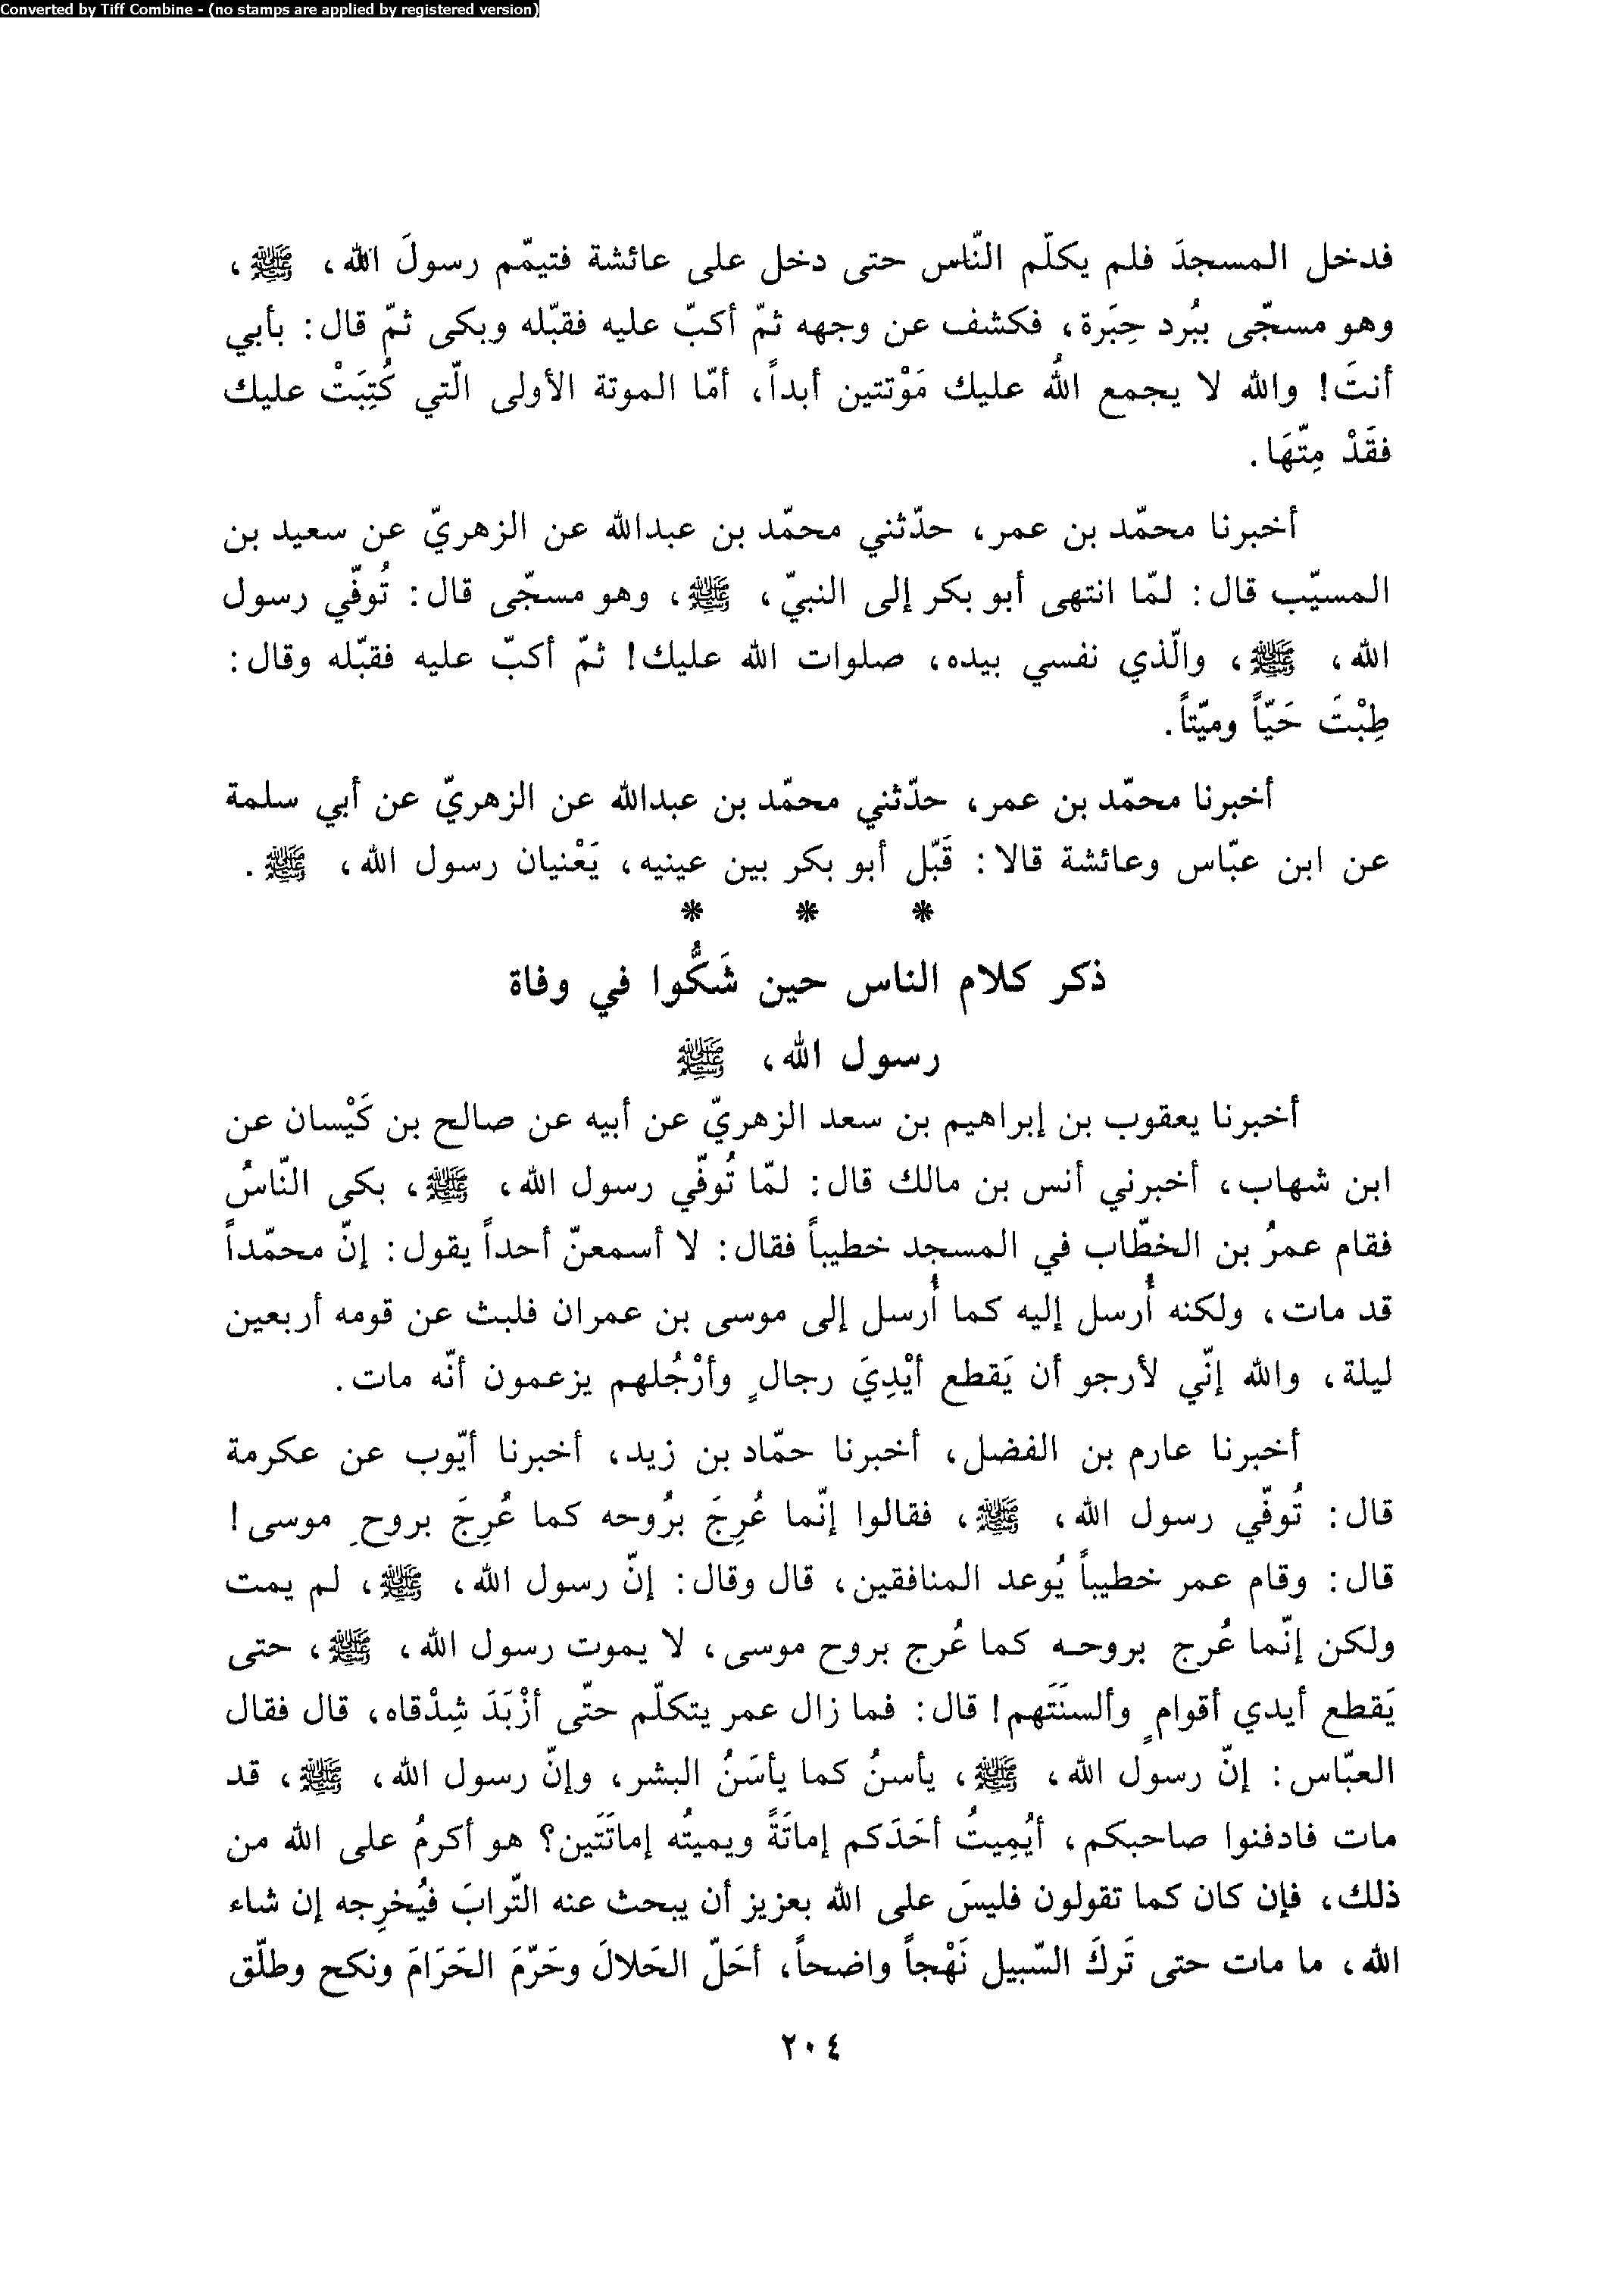 Converted by Tiff Combine - (no stamps are applied by registered version)
فدخل المسجدَ فلم يكلّم النّاس حتى دخل على عائشة فتيمّم رسولَ الله، ﷺ،
وهو مسجّى ببُرد حِبَرة، فكشف عن وجهه ثمّ أكبّ عليه فقبّله وبكى ثمّ قال: بأبي
أنتَ! والله لا يجمع اللهُ عليك مَوْتتين أبداً، أمّا الموتة الأولى الّتي كُتِبَتْ عليك
فقَدْ مِتّهَا.
أخبرنا محمّد بن عمر، حدّثني محمّد بن عبدالله عن الزهريّ عن سعيد بن
المسيّب قال: لمّا انتهى أبو بكر إلى النبيّ، ﷺ، وهو مسجّى قال: تُوفّي رسول
الله، ﷺ، والّذي نفسي بيده، صلوات الله عليك! ثمّ أكبّ عليه فقبّله وقال:
طِبْتَ حَيّاً وميّتاً.
أخبرنا محمّد بن عمر، حدّثني محمّد بن عبدالله عن الزهريّ عن أبي سلمة
عن ابن عبّاس وعائشة قالا: قَبّل أبو بكر بين عينيه، يَعْنيان رسول الله، ﷺ.
* * *
ذكر كلام الناس حين شَكُّوا في وفاة
رسول الله، ﷺ
أخبرنا يعقوب بن إبراهيم بن سعد الزهريّ عن أبيه عن صالح بن كَيْسان عن
ابن شهاب، أخبرني أنس بن مالك قال: لمّا تُوفّي رسول الله، ﷺ، بكى النّاسُ
فقام عمرُ بن الخطّاب في المسجد خطيباً فقال: لا أسمعنّ أحداً يقول: إنّ محمّداً
قد مات، ولكنه أُرسل إليه كما أُرسل إلى موسى بن عمران فلبث عن قومه أربعين
ليلة، والله إنّي لأرجو أن يَقطع أيْدِيَ رجالٍ وأرْجُلهم يزعمون أنّه مات.
أخبرنا عارم بن الفضل، أخبرنا حمّاد بن زيد، أخبرنا أيّوب عن عكرمة
قال: تُوفّي رسول الله، ﷺ، فقالوا إنّما عُرِجَ برُوحه كما عُرِجَ بروحِ موسى!
قال: وقام عمر خطيباً يُوعد المنافقين، قال وقال: إنّ رسول الله، ﷺ، لم يمت
ولكن إنّما عُرج بروحه كما عُرج بروح موسى، لا يموت رسول الله، ﷺ، حتى
يَقطع أيدي أقوامٍ وألسنَتَهم! قال: فما زال عمر يتكلّم حتّى أزْبَدَ شِدْقاه، قال فقال
العبّاس: إنّ رسول الله، ﷺ، يأسنُ كما يأسَنُ البشر، وإنّ رسول الله، ﷺ، قد
مات فادفنوا صاحبكم، أيُمِيتُ أحَدَكم إماتَةً ويميتُه إماتَتَين؟ هو أكرمُ على الله من
ذلك، فإن كان كما تقولون فليسَ على الله بعزيز أن يبحث عنه التّرابَ فيُخرِجه إن شاء
الله، ما مات حتى تَركَ السّبيل نَهْجاً واضحاً، أحَلّ الحَلالَ وحَرّمَ الحَرَامَ ونكح وطلّق
٢٠٤